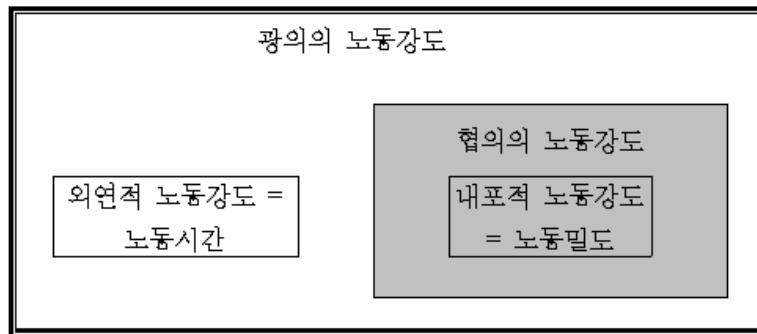 광의의 노동강도
협의의 노동강도
외연적 노동강도 =
노동시간
내포적 노동강도
= 노동밀도